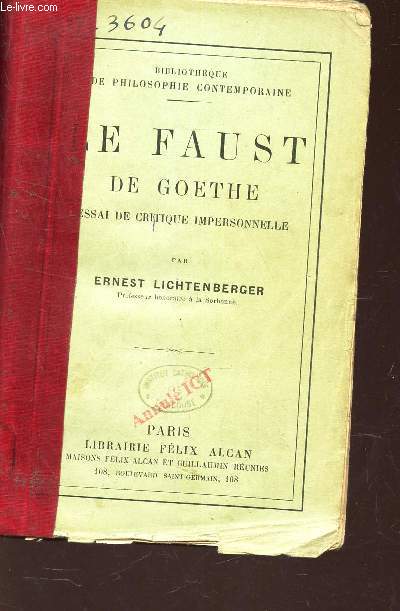 © Le-livre.com
3604
BIBLIOTHÈQUE
DE PHILOSOPHIE CONTEMPORAINE
LE FAUST
DE GOETHE
ESSAI DE CRITIQUE IMPERSONNELLE
PAR
ERNEST LICHTENBERGER
Professeur honoraire à la Sorbonne
Annulé ICT
PARIS
LIBRAIRIE FÉLIX ALCAN
MAISONS FÉLIX ALCAN ET GUILLAUMIN RÉUNIES
108, BOULEVARD SAINT-GERMAIN, 108